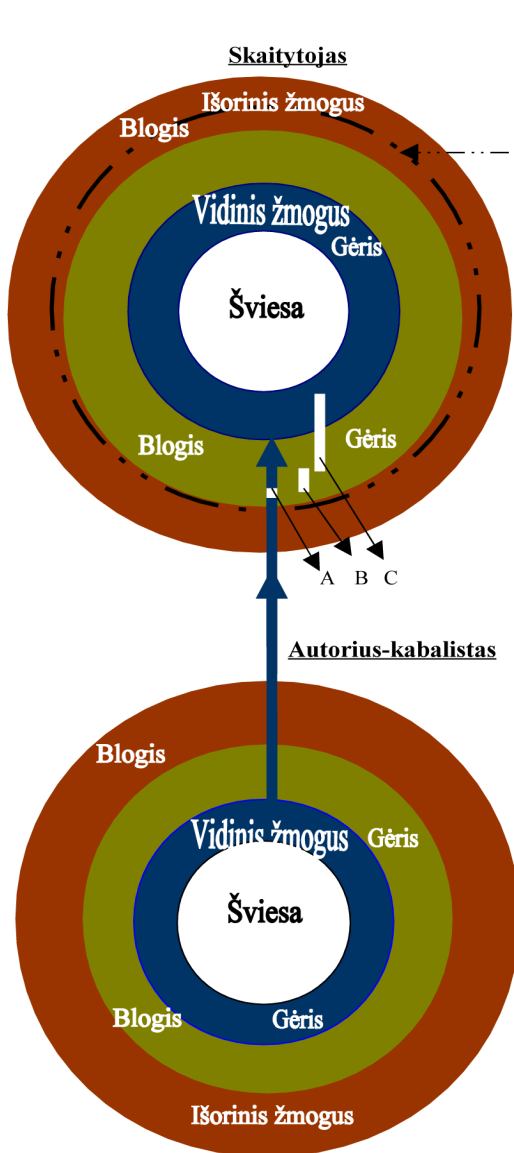 Skaitytojas
Išorinis žmogus
Blogis
Vidinis žmogus
Gėris
Šviesa
Blogis
Gėris
A B C
Autorius-kabalistas
Blogis
Vidinis žmogus
Gėris
Šviesa
Blogis
Gėris
Išorinis žmogus